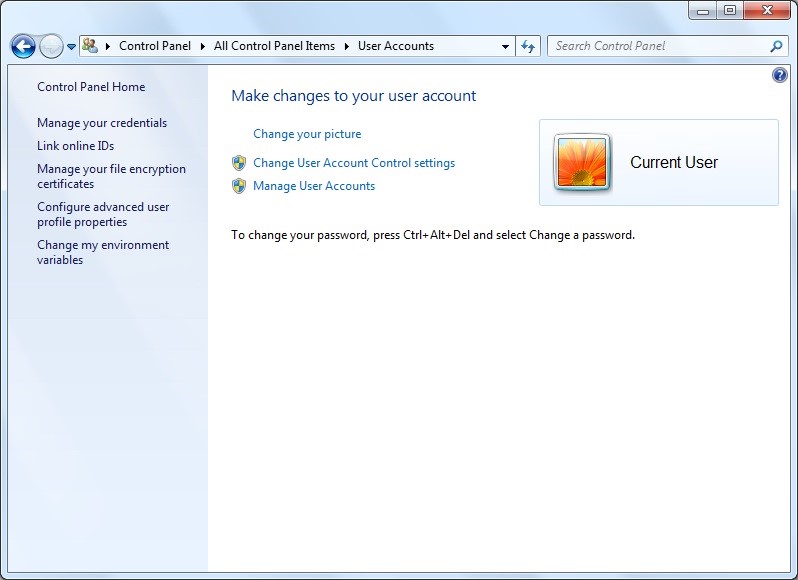 Control Panel
All Control Panel Items
User Accounts
Search Control Panel
Control Panel Home
Manage your credentials
Link online IDs
Manage your file encryption
certificates
Configure advanced user
profile properties
Change my environment
variables
Make changes to your user account
Change your picture
Change User Account Control settings
Manage User Accounts
Current User
To change your password, press Ctrl+Alt+Del and select Change a password.